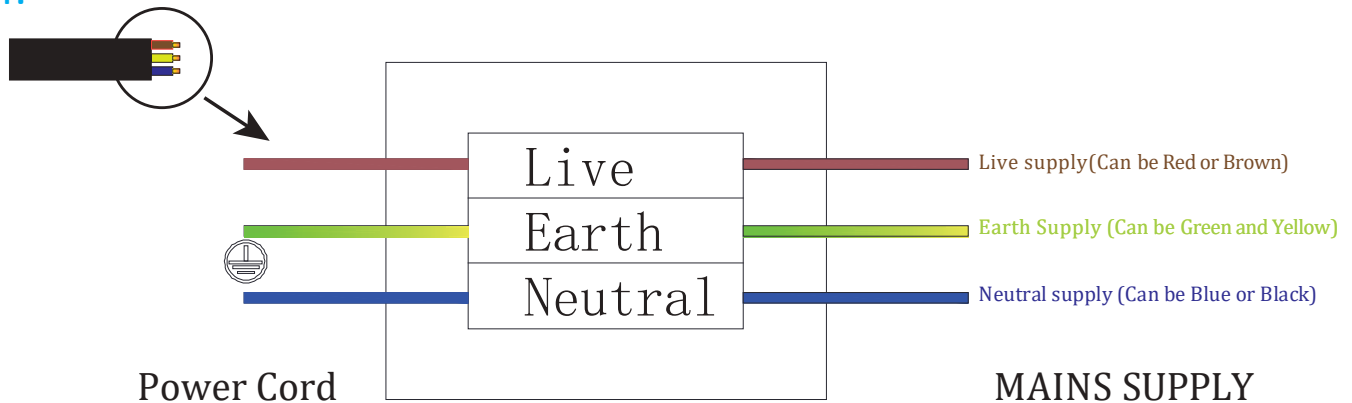 Live
Live supply(Can be Red or Brown)
Earth
Earth Supply (Can be Green and Yellow)
Neutral
Neutral supply (Can be Blue or Black)
Power Cord
MAINS SUPPLY